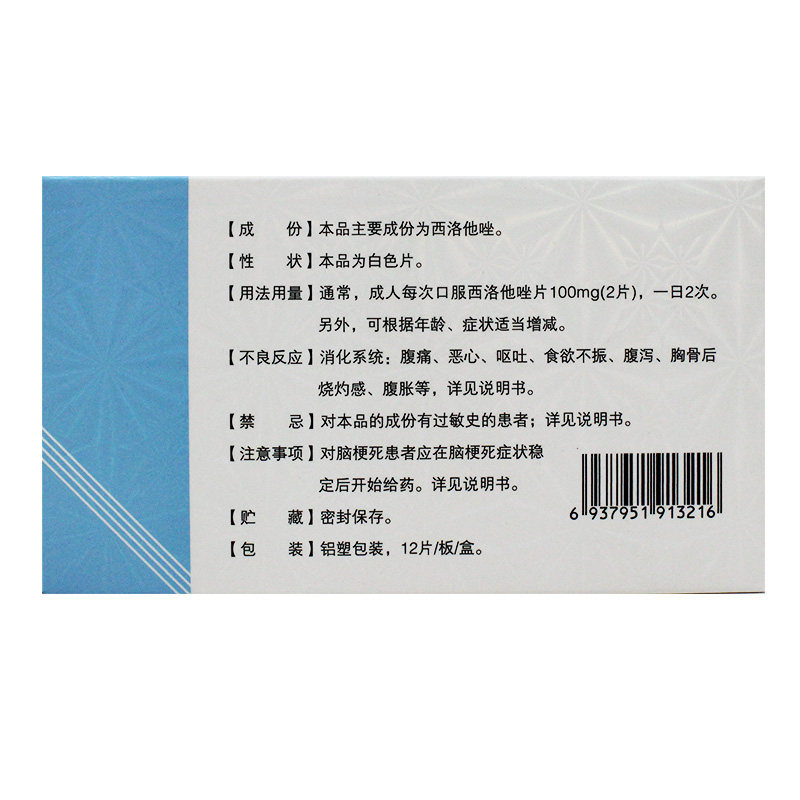 【成　份】本品主要成份为西洛他唑。
【性　状】本品为白色片。
【用法用量】通常，成人每次口服西洛他唑片100mg(2片)，一日2次。
另外，可根据年龄、症状适当增减。
【不良反应】消化系统：腹痛、恶心、呕吐、食欲不振、腹泻、胸骨后
烧灼感、腹胀等，详见说明书。
【禁　忌】对本品的成份有过敏史的患者；详见说明书。
【注意事项】对脑梗死患者应在脑梗死症状稳
定后开始给药。详见说明书。
【贮　藏】密封保存。
【包　装】铝塑包装，12片/板/盒。
6 937951 913216